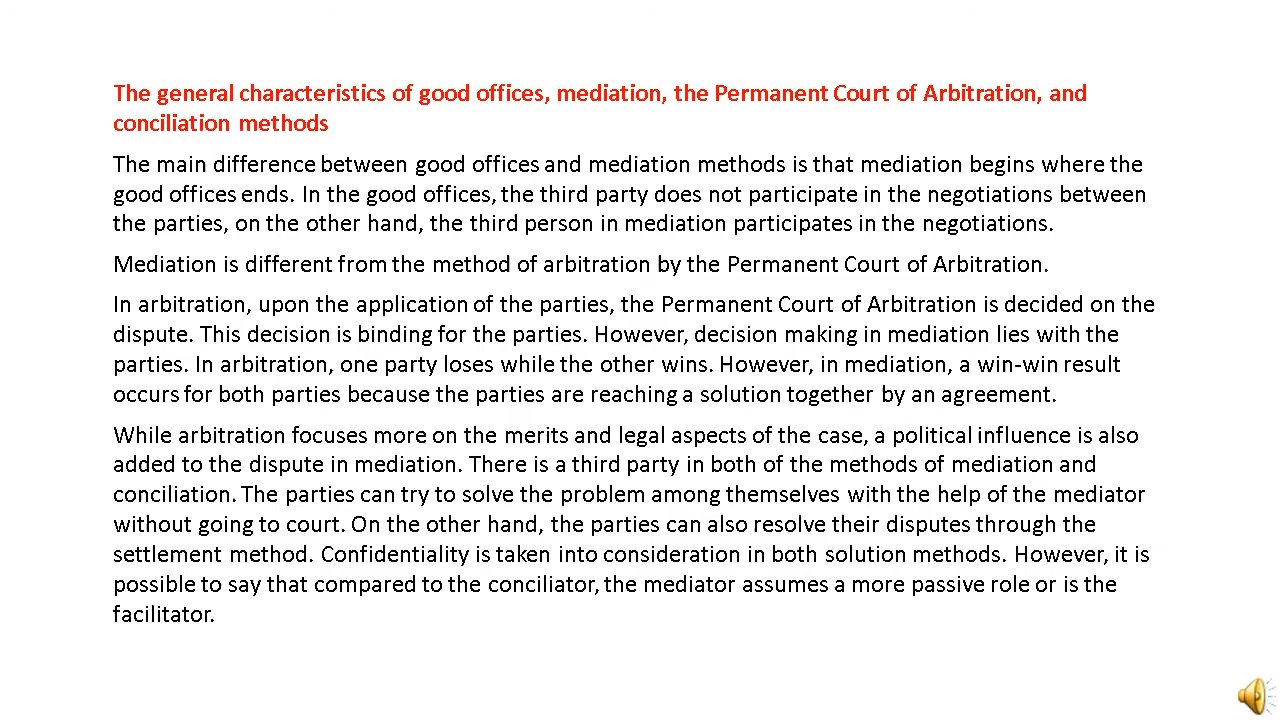 The general characteristics of good offices, mediation, the Permanent Court of Arbitration, and
conciliation methods
The main difference between good offices and mediation methods is that mediation begins where the
good offices ends. In the good offices, the third party does not participate in the negotiations between
the parties, on the other hand, the third person in mediation participates in the negotiations.
Mediation is different from the method of arbitration by the Permanent Court of Arbitration.
In arbitration, upon the application of the parties, the Permanent Court of Arbitration is decided on the
dispute. This decision is binding for the parties. However, decision making in mediation lies with the
parties. In arbitration, one party loses while the other wins. However, in mediation, a win-win result
occurs for both parties because the parties are reaching a solution together by an agreement.
While arbitration focuses more on the merits and legal aspects of the case, a political influence is also
added to the dispute in mediation. There is a third party in both of the methods of mediation and
conciliation. The parties can try to solve the problem among themselves with the help of the mediator
without going to court. On the other hand, the parties can also resolve their disputes through the
settlement method. Confidentiality is taken into consideration in both solution methods. However, it is
possible to say that compared to the conciliator, the mediator assumes a more passive role or is the
facilitator.